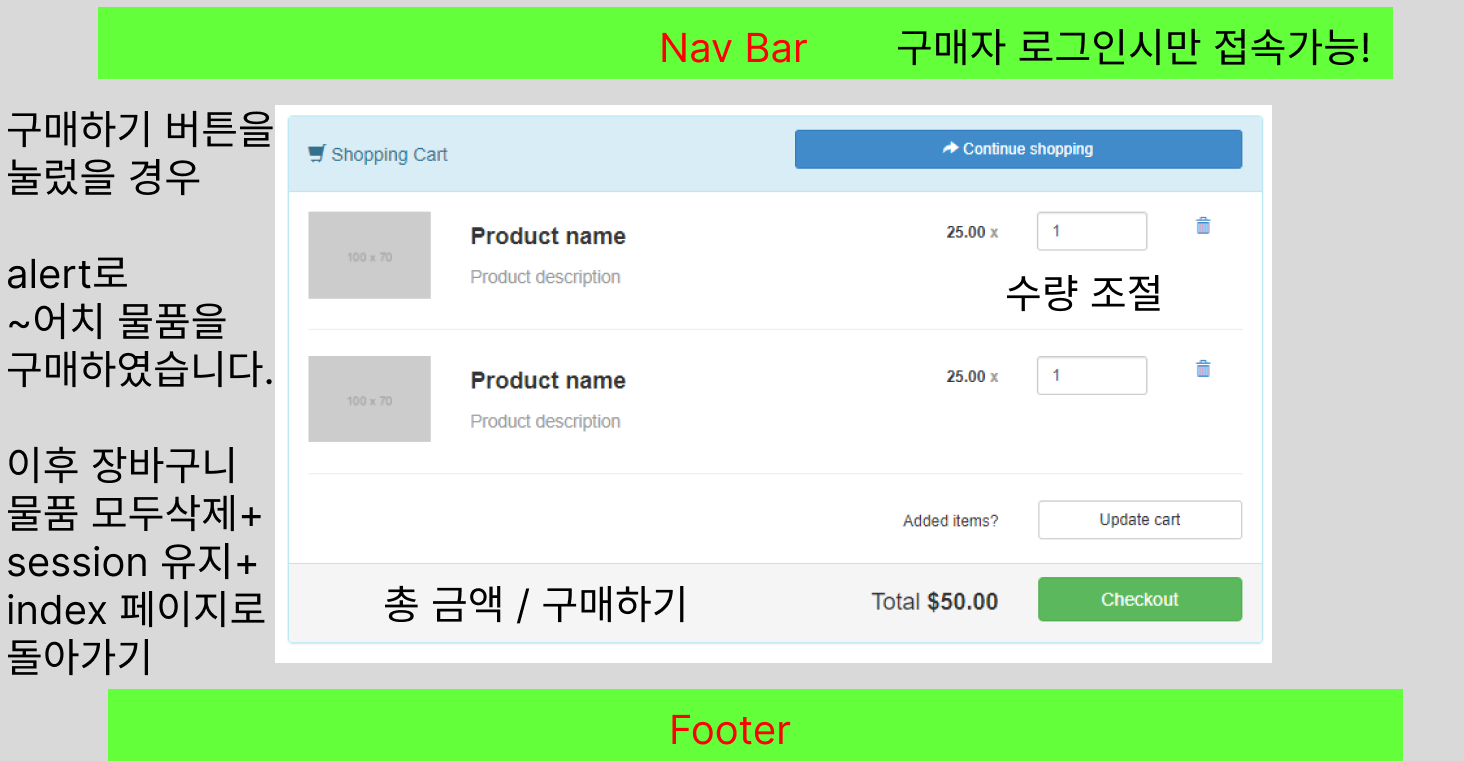 Nav Bar 구매자 로그인시만 접속가능!
구매하기 버튼을
눌렀을 경우
alert로
~어치 물품을
구매하였습니다.
이후 장바구니
물품 모두삭제+
session 유지+
index 페이지로
돌아가기
Shopping Cart
Continue shopping
100 x 70
Product name
Product description
25.00 x
1
수량 조절
100 x 70
Product name
Product description
25.00 x
1
Added items?
Update cart
총 금액 / 구매하기
Total $50.00
Checkout
Footer